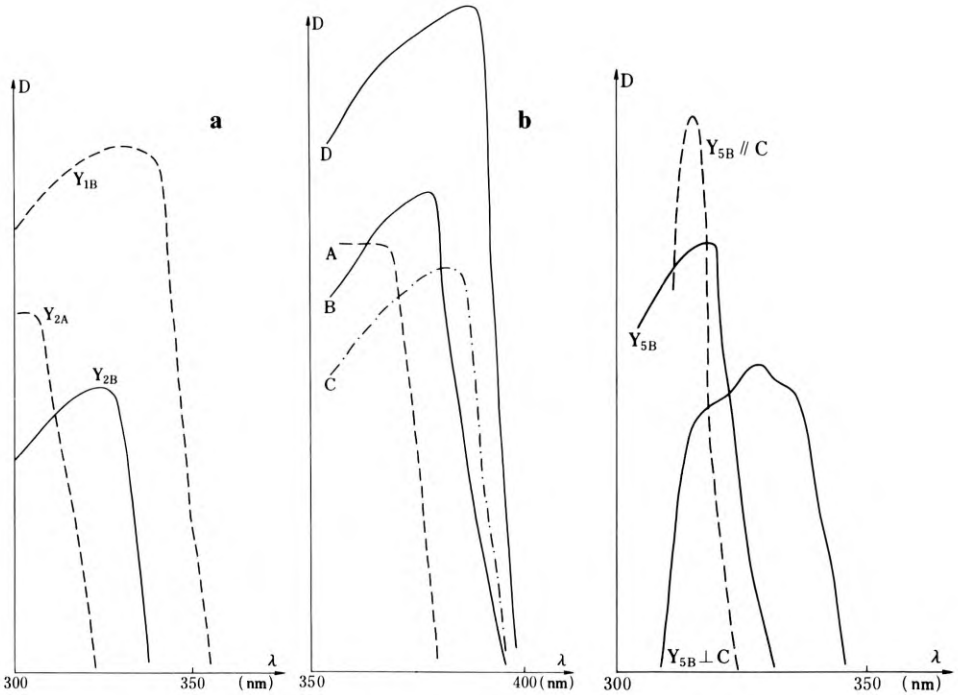 D
a
Y1B
Y2A
Y2B
300
350
λ
(nm)
D
b
D
A
B
C
350
400
λ
(nm)
D
Y5B // C
Y5B
Y5B ⊥ C
300
350
λ
(nm)